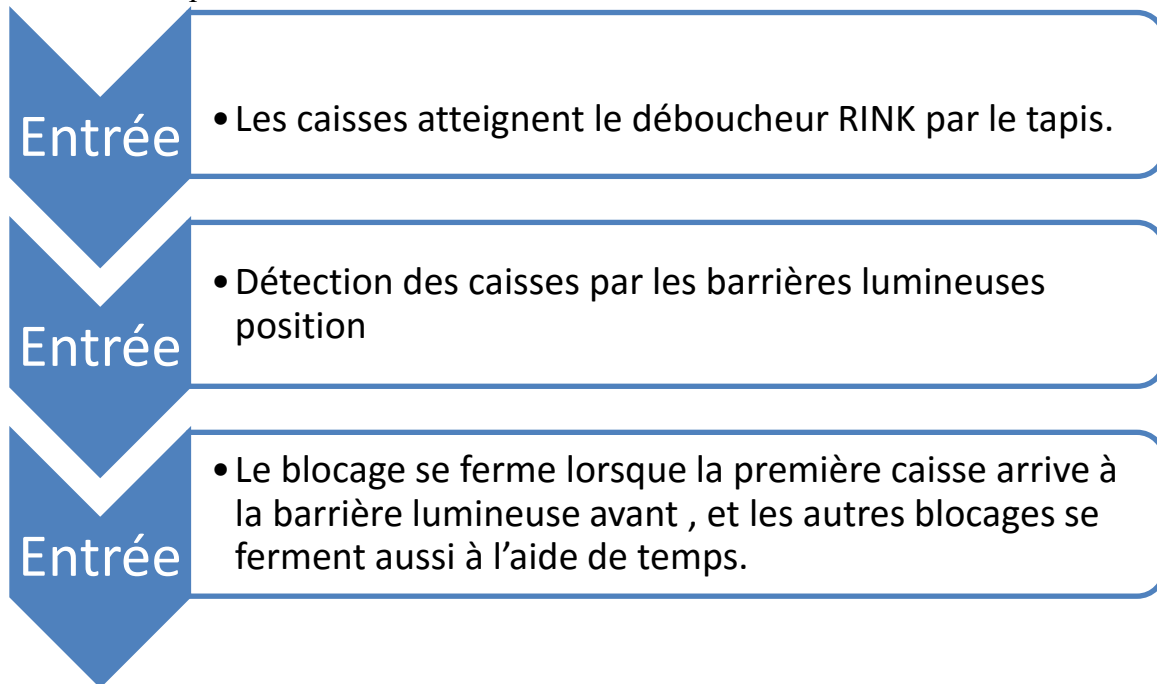 Entrée
• Les caisses atteignent le déboucheur RINK par le tapis.
Entrée
• Détection des caisses par les barrières lumineuses
position
Entrée
• Le blocage se ferme lorsque la première caisse arrive à
la barrière lumineuse avant , et les autres blocages se
ferment aussi à l’aide de temps.